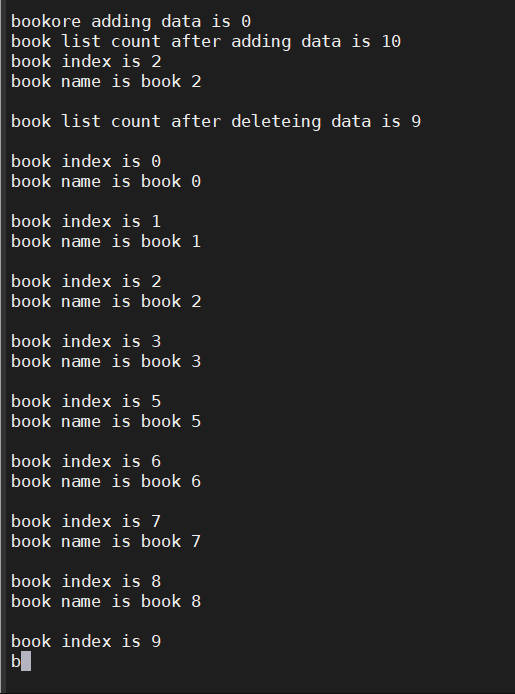 bookore adding data is 0
book list count after adding data is 10
book index is 2
book name is book 2
book list count after deleteing data is 9
book index is 0
book name is book 0
book index is 1
book name is book 1
book index is 2
book name is book 2
book index is 3
book name is book 3
book index is 5
book name is book 5
book index is 6
book name is book 6
book index is 7
book name is book 7
book index is 8
book name is book 8
book index is 9
b